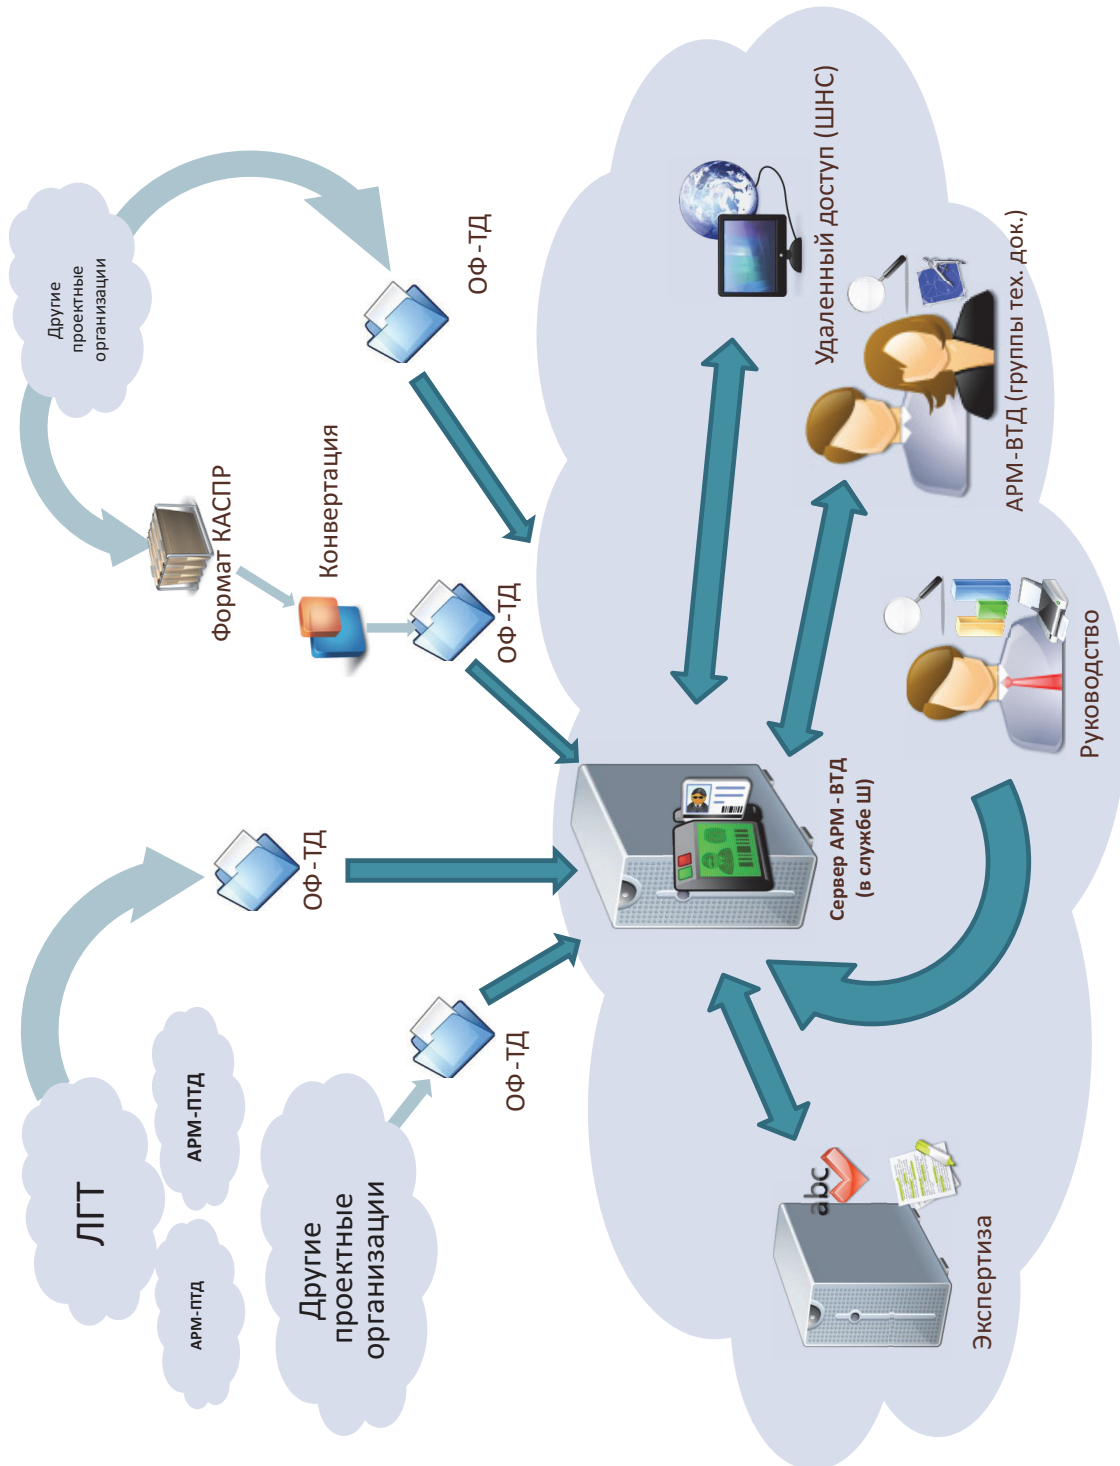 ЛГТ
АРМ-ПТД
АРМ-ПТД
Другие
проектные
организации
ОФ-ТД
ОФ-ТД
Другие
проектные
организации
Формат КАСПР
Конвертация
ОФ-ТД
ОФ-ТД
Сервер АРМ-ВТД
(в службе Ш)
abc
Экспертиза
Руководство
АРМ-ВТД (группы тех. док.)
Удаленный доступ (ШНС)